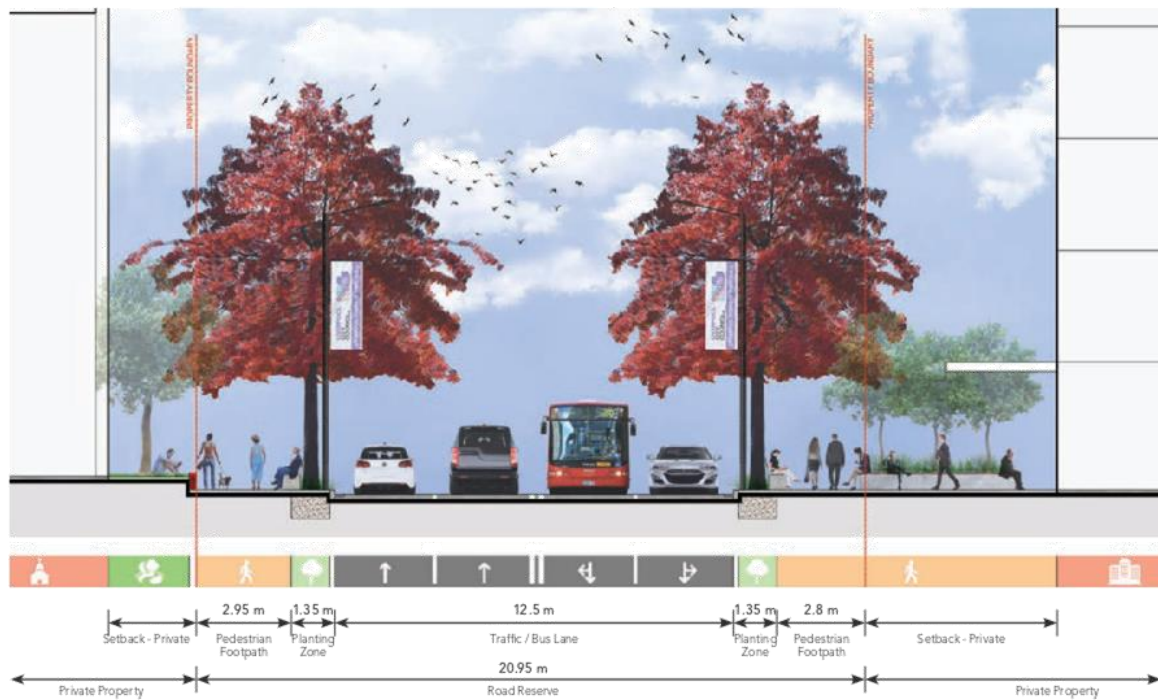 PROPERTY BOUNDARY
PROPERTY BOUNDARY
2.95 m
1.35 m
12.5 m
1.35 m
2.8 m
Setback - Private
Pedestrian
Footpath
Planting
Zone
Traffic / Bus Lane
Planting
Zone
Pedestrian
Footpath
Setback - Private
20.95 m
Private Property
Road Reserve
Private Property